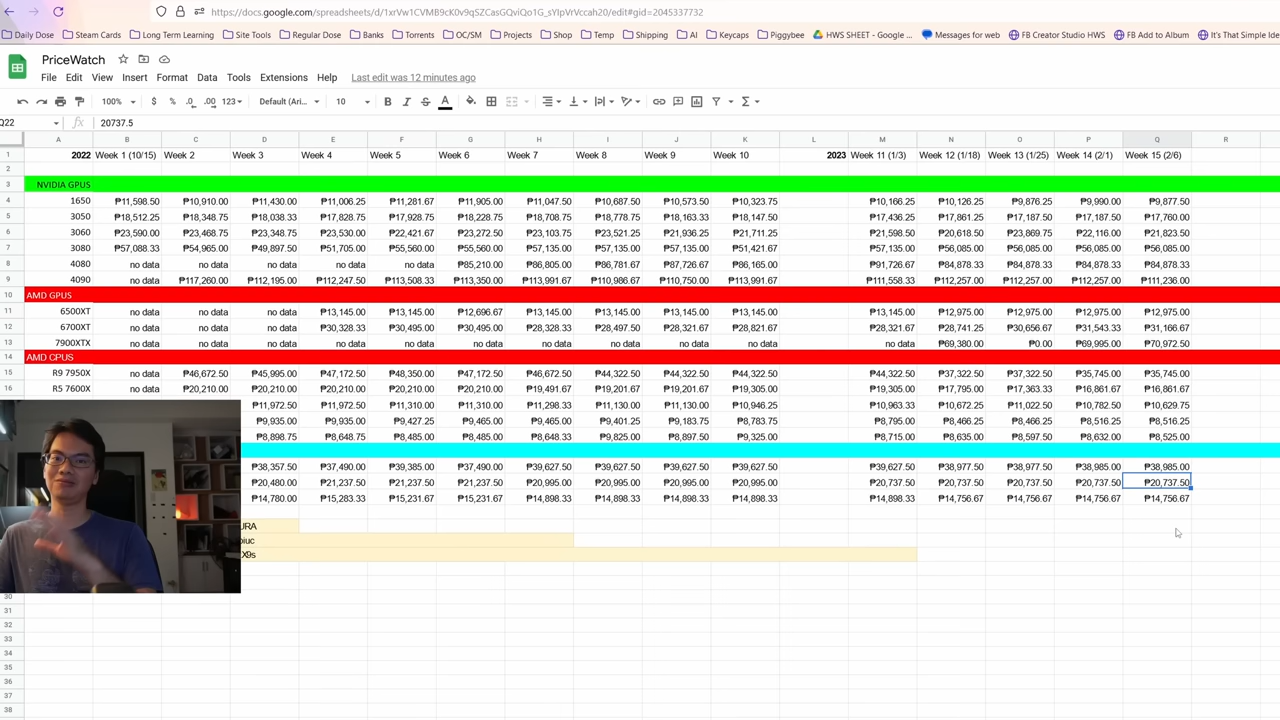 https://docs.google.com/spreadsheets/d/1xrVw1CVMB9cK0v9qSZCasGQviQo1G_sYIpVrVccah20/edit#gid=2045337732
Daily Dose Steam Cards Long Term Learning Site Tools Regular Dose Banks Torrents OC/SM Projects Shop Temp Shipping AI Keycaps Piggybee HWS SHEET - Google ... Messages for web FB Creator Studio HWS FB Add to Album It's That Simple Ide
PriceWatch
File Edit View Insert Format Data Tools Extensions Help Last edit was 12 minutes ago
100% $ % .0 .00 123 Default (Ari... 10 B I S A
Q22 fx 20737.5
A B C D E F G H I J K L M N O P Q R
1 2022 Week 1 (10/15) Week 2 Week 3 Week 4 Week 5 Week 6 Week 7 Week 8 Week 9 Week 10 2023 Week 11 (1/3) Week 12 (1/18) Week 13 (1/25) Week 14 (2/1) Week 15 (2/6)
2
3 NVIDIA GPUS
4 1650 ₱11,598.50 ₱10,910.00 ₱11,430.00 ₱11,006.25 ₱11,281.67 ₱11,905.00 ₱11,047.50 ₱10,687.50 ₱10,573.50 ₱10,323.75 ₱10,166.25 ₱10,126.25 ₱9,876.25 ₱9,990.00 ₱9,877.50
5 3050 ₱18,512.25 ₱18,348.75 ₱18,038.33 ₱17,828.75 ₱17,928.75 ₱18,228.75 ₱18,708.75 ₱18,778.75 ₱18,163.33 ₱18,147.50 ₱17,436.25 ₱17,861.25 ₱17,187.50 ₱17,187.50 ₱17,760.00
6 3060 ₱23,590.00 ₱23,468.75 ₱23,348.75 ₱23,530.00 ₱22,421.67 ₱23,272.50 ₱23,103.75 ₱23,521.25 ₱21,936.25 ₱21,711.25 ₱21,598.50 ₱20,618.50 ₱23,869.75 ₱22,116.00 ₱21,823.50
7 3080 ₱57,088.33 ₱54,965.00 ₱49,897.50 ₱51,705.00 ₱55,560.00 ₱55,560.00 ₱57,135.00 ₱57,135.00 ₱57,135.00 ₱51,421.67 ₱57,135.00 ₱56,085.00 ₱56,085.00 ₱56,085.00 ₱56,085.00
8 4080 no data no data no data no data no data ₱85,210.00 ₱86,805.00 ₱86,781.67 ₱87,726.67 ₱86,165.00 ₱91,726.67 ₱84,878.33 ₱84,878.33 ₱84,878.33 ₱84,878.33
9 4090 no data ₱117,260.00 ₱112,195.00 ₱112,247.50 ₱113,508.33 ₱113,350.00 ₱113,991.67 ₱110,986.67 ₱110,750.00 ₱113,991.67 ₱111,558.33 ₱112,257.00 ₱112,257.00 ₱112,257.00 ₱111,236.00
10 AMD GPUS
11 6500XT no data no data no data ₱13,145.00 ₱13,145.00 ₱12,696.67 ₱13,145.00 ₱13,145.00 ₱13,145.00 ₱13,145.00 ₱13,145.00 ₱12,975.00 ₱12,975.00 ₱12,975.00 ₱12,975.00
12 6700XT no data no data no data ₱30,328.33 ₱30,495.00 ₱30,495.00 ₱28,328.33 ₱28,497.50 ₱28,321.67 ₱28,821.67 ₱28,321.67 ₱28,741.25 ₱30,656.67 ₱31,543.33 ₱31,166.67
13 7900XTX no data no data no data no data no data no data no data no data no data no data no data ₱69,380.00 ₱0.00 ₱69,995.00 ₱70,972.50
14 AMD CPUS
15 R9 7950X no data ₱46,672.50 ₱45,995.00 ₱47,172.50 ₱48,350.00 ₱47,172.50 ₱46,672.50 ₱44,322.50 ₱44,322.50 ₱44,322.50 ₱44,322.50 ₱37,322.50 ₱37,322.50 ₱35,745.00 ₱35,745.00
16 R5 7600X no data ₱20,210.00 ₱20,210.00 ₱20,210.00 ₱20,210.00 ₱20,210.00 ₱19,491.67 ₱19,201.67 ₱19,201.67 ₱19,305.00 ₱19,305.00 ₱17,795.00 ₱17,363.33 ₱16,861.67 ₱16,861.67
₱11,972.50 ₱11,972.50 ₱11,310.00 ₱11,310.00 ₱11,298.33 ₱11,130.00 ₱11,130.00 ₱10,946.25 ₱10,963.33 ₱10,672.25 ₱11,022.50 ₱10,782.50 ₱10,629.75
₱9,935.00 ₱9,935.00 ₱9,427.25 ₱9,465.00 ₱9,465.00 ₱9,401.25 ₱9,183.75 ₱8,783.75 ₱8,795.00 ₱8,466.25 ₱8,466.25 ₱8,516.25 ₱8,516.25
₱8,898.75 ₱8,648.75 ₱8,485.00 ₱8,485.00 ₱8,648.33 ₱9,825.00 ₱8,897.50 ₱9,325.00 ₱8,715.00 ₱8,635.00 ₱8,597.50 ₱8,632.00 ₱8,525.00
₱38,357.50 ₱37,490.00 ₱39,385.00 ₱37,490.00 ₱39,627.50 ₱39,627.50 ₱39,627.50 ₱39,627.50 ₱39,627.50 ₱38,977.50 ₱38,977.50 ₱38,985.00 ₱38,985.00
₱20,480.00 ₱21,237.50 ₱21,237.50 ₱21,237.50 ₱20,995.00 ₱20,995.00 ₱20,995.00 ₱20,995.00 ₱20,737.50 ₱20,737.50 ₱20,737.50 ₱20,737.50 ₱20,737.50
₱14,780.00 ₱15,283.33 ₱15,231.67 ₱15,231.67 ₱14,898.33 ₱14,898.33 ₱14,898.33 ₱14,898.33 ₱14,898.33 ₱14,756.67 ₱14,756.67 ₱14,756.67 ₱14,756.67
URA
biuc
X9s
30
31
32
33
34
35
36
37
38